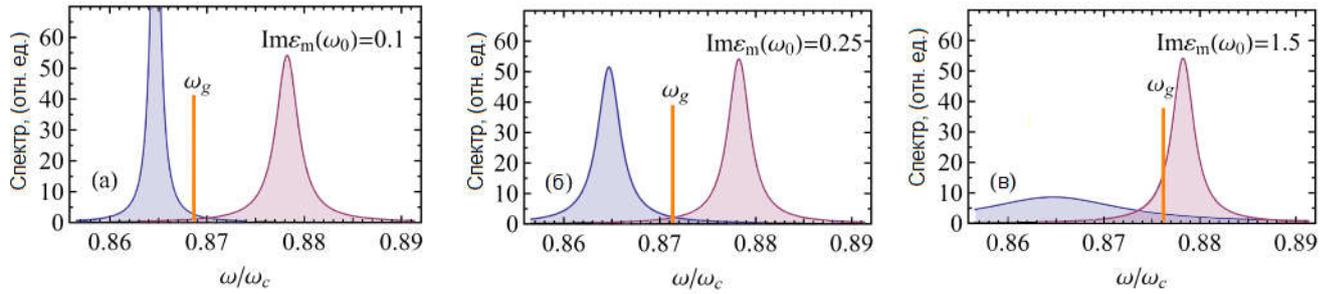 Спектр, (отн. ед.)
60
50
40
30
20
10
0
Imεm(ω0)=0.1
ωg
(а)
0.86 0.87 0.88 0.89
ω/ωc
Спектр, (отн. ед.)
60
50
40
30
20
10
0
Imεm(ω0)=0.25
ωg
(б)
0.86 0.87 0.88 0.89
ω/ωc
Спектр, (отн. ед.)
60
50
40
30
20
10
0
Imεm(ω0)=1.5
ωg
(в)
0.86 0.87 0.88 0.89
ω/ωc